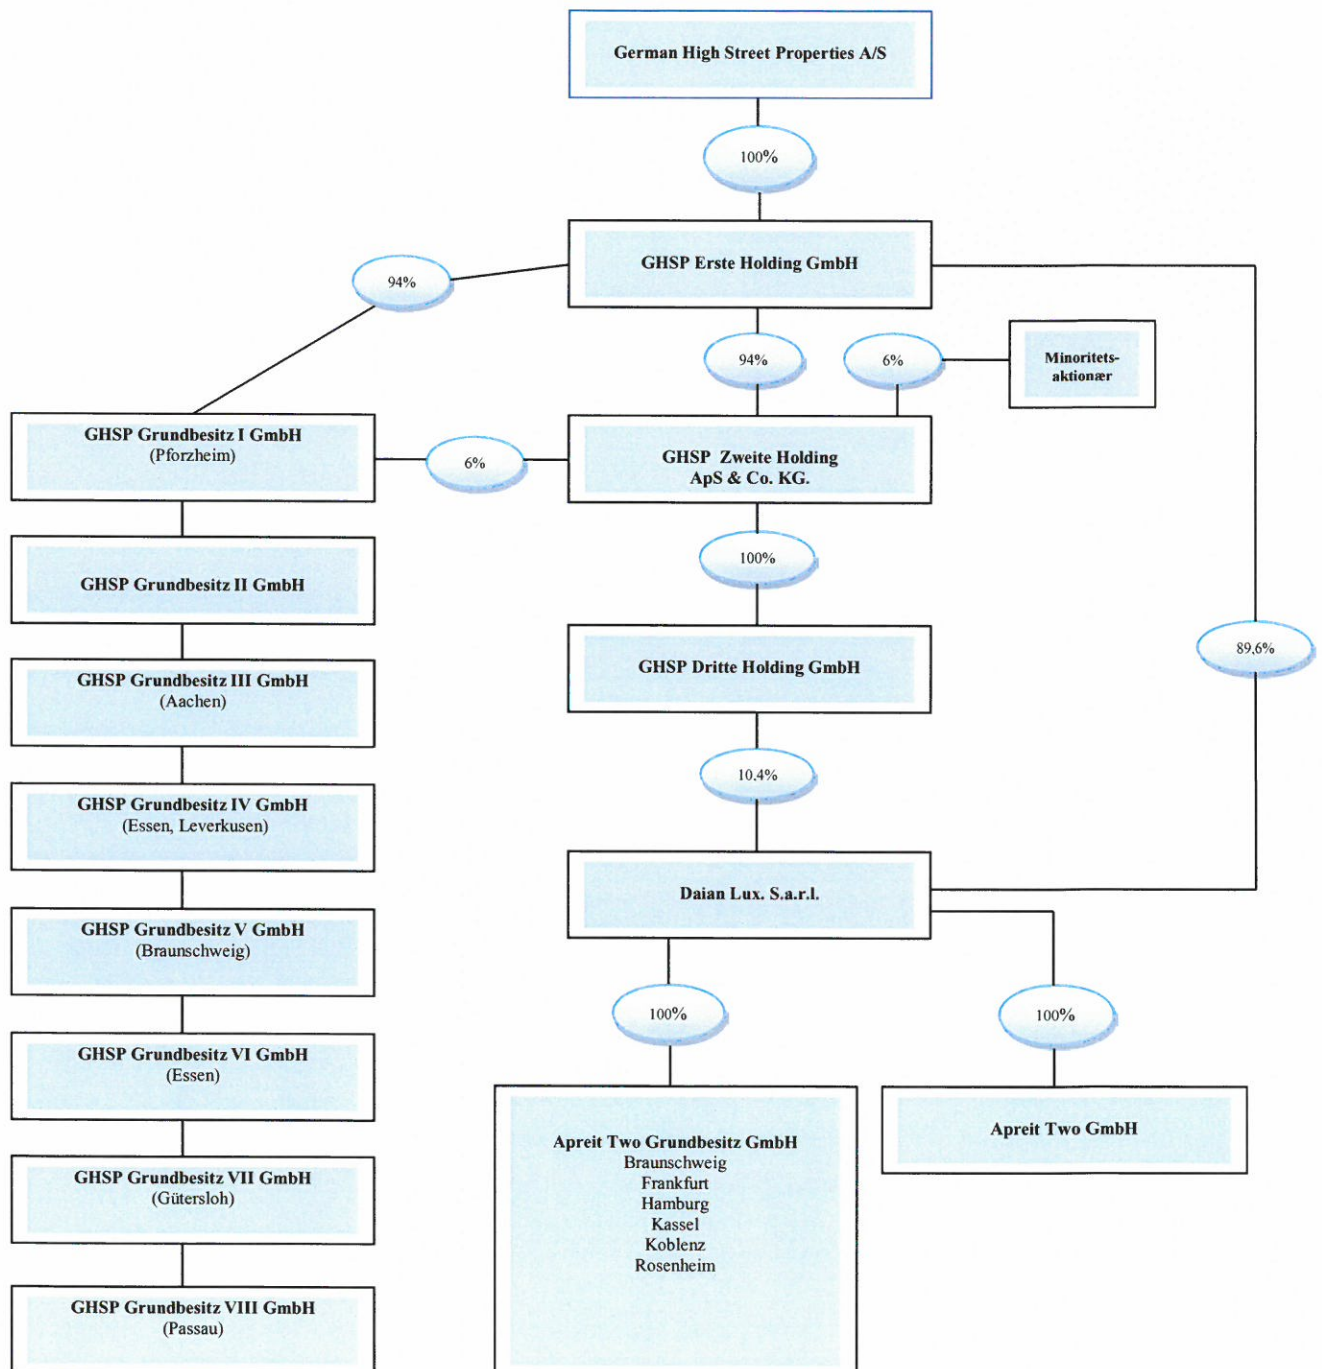 German High Street Properties A/S
100%
GHSP Erste Holding GmbH
94%
94%
6%
Minoritets-
aktionær
GHSP Grundbesitz I GmbH
(Pforzheim)
6%
GHSP Zweite Holding
ApS & Co. KG.
100%
GHSP Grundbesitz II GmbH
GHSP Dritte Holding GmbH
89,6%
GHSP Grundbesitz III GmbH
(Aachen)
10,4%
GHSP Grundbesitz IV GmbH
(Essen, Leverkusen)
Daian Lux. S.a.r.l.
GHSP Grundbesitz V GmbH
(Braunschweig)
100%
100%
GHSP Grundbesitz VI GmbH
(Essen)
Apreit Two Grundbesitz GmbH
Braunschweig
Frankfurt
Hamburg
Kassel
Koblenz
Rosenheim
Apreit Two GmbH
GHSP Grundbesitz VII GmbH
(Gütersloh)
GHSP Grundbesitz VIII GmbH
(Passau)